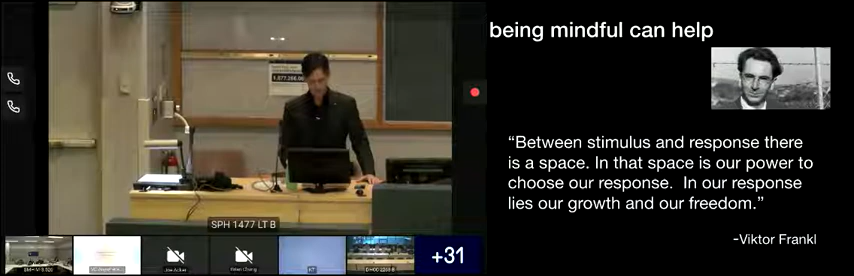 being mindful can help
“Between stimulus and response there
is a space. In that space is our power to
choose our response.  In our response
lies our growth and our freedom.”
-Viktor Frankl
SPH 1477 LT B
+31